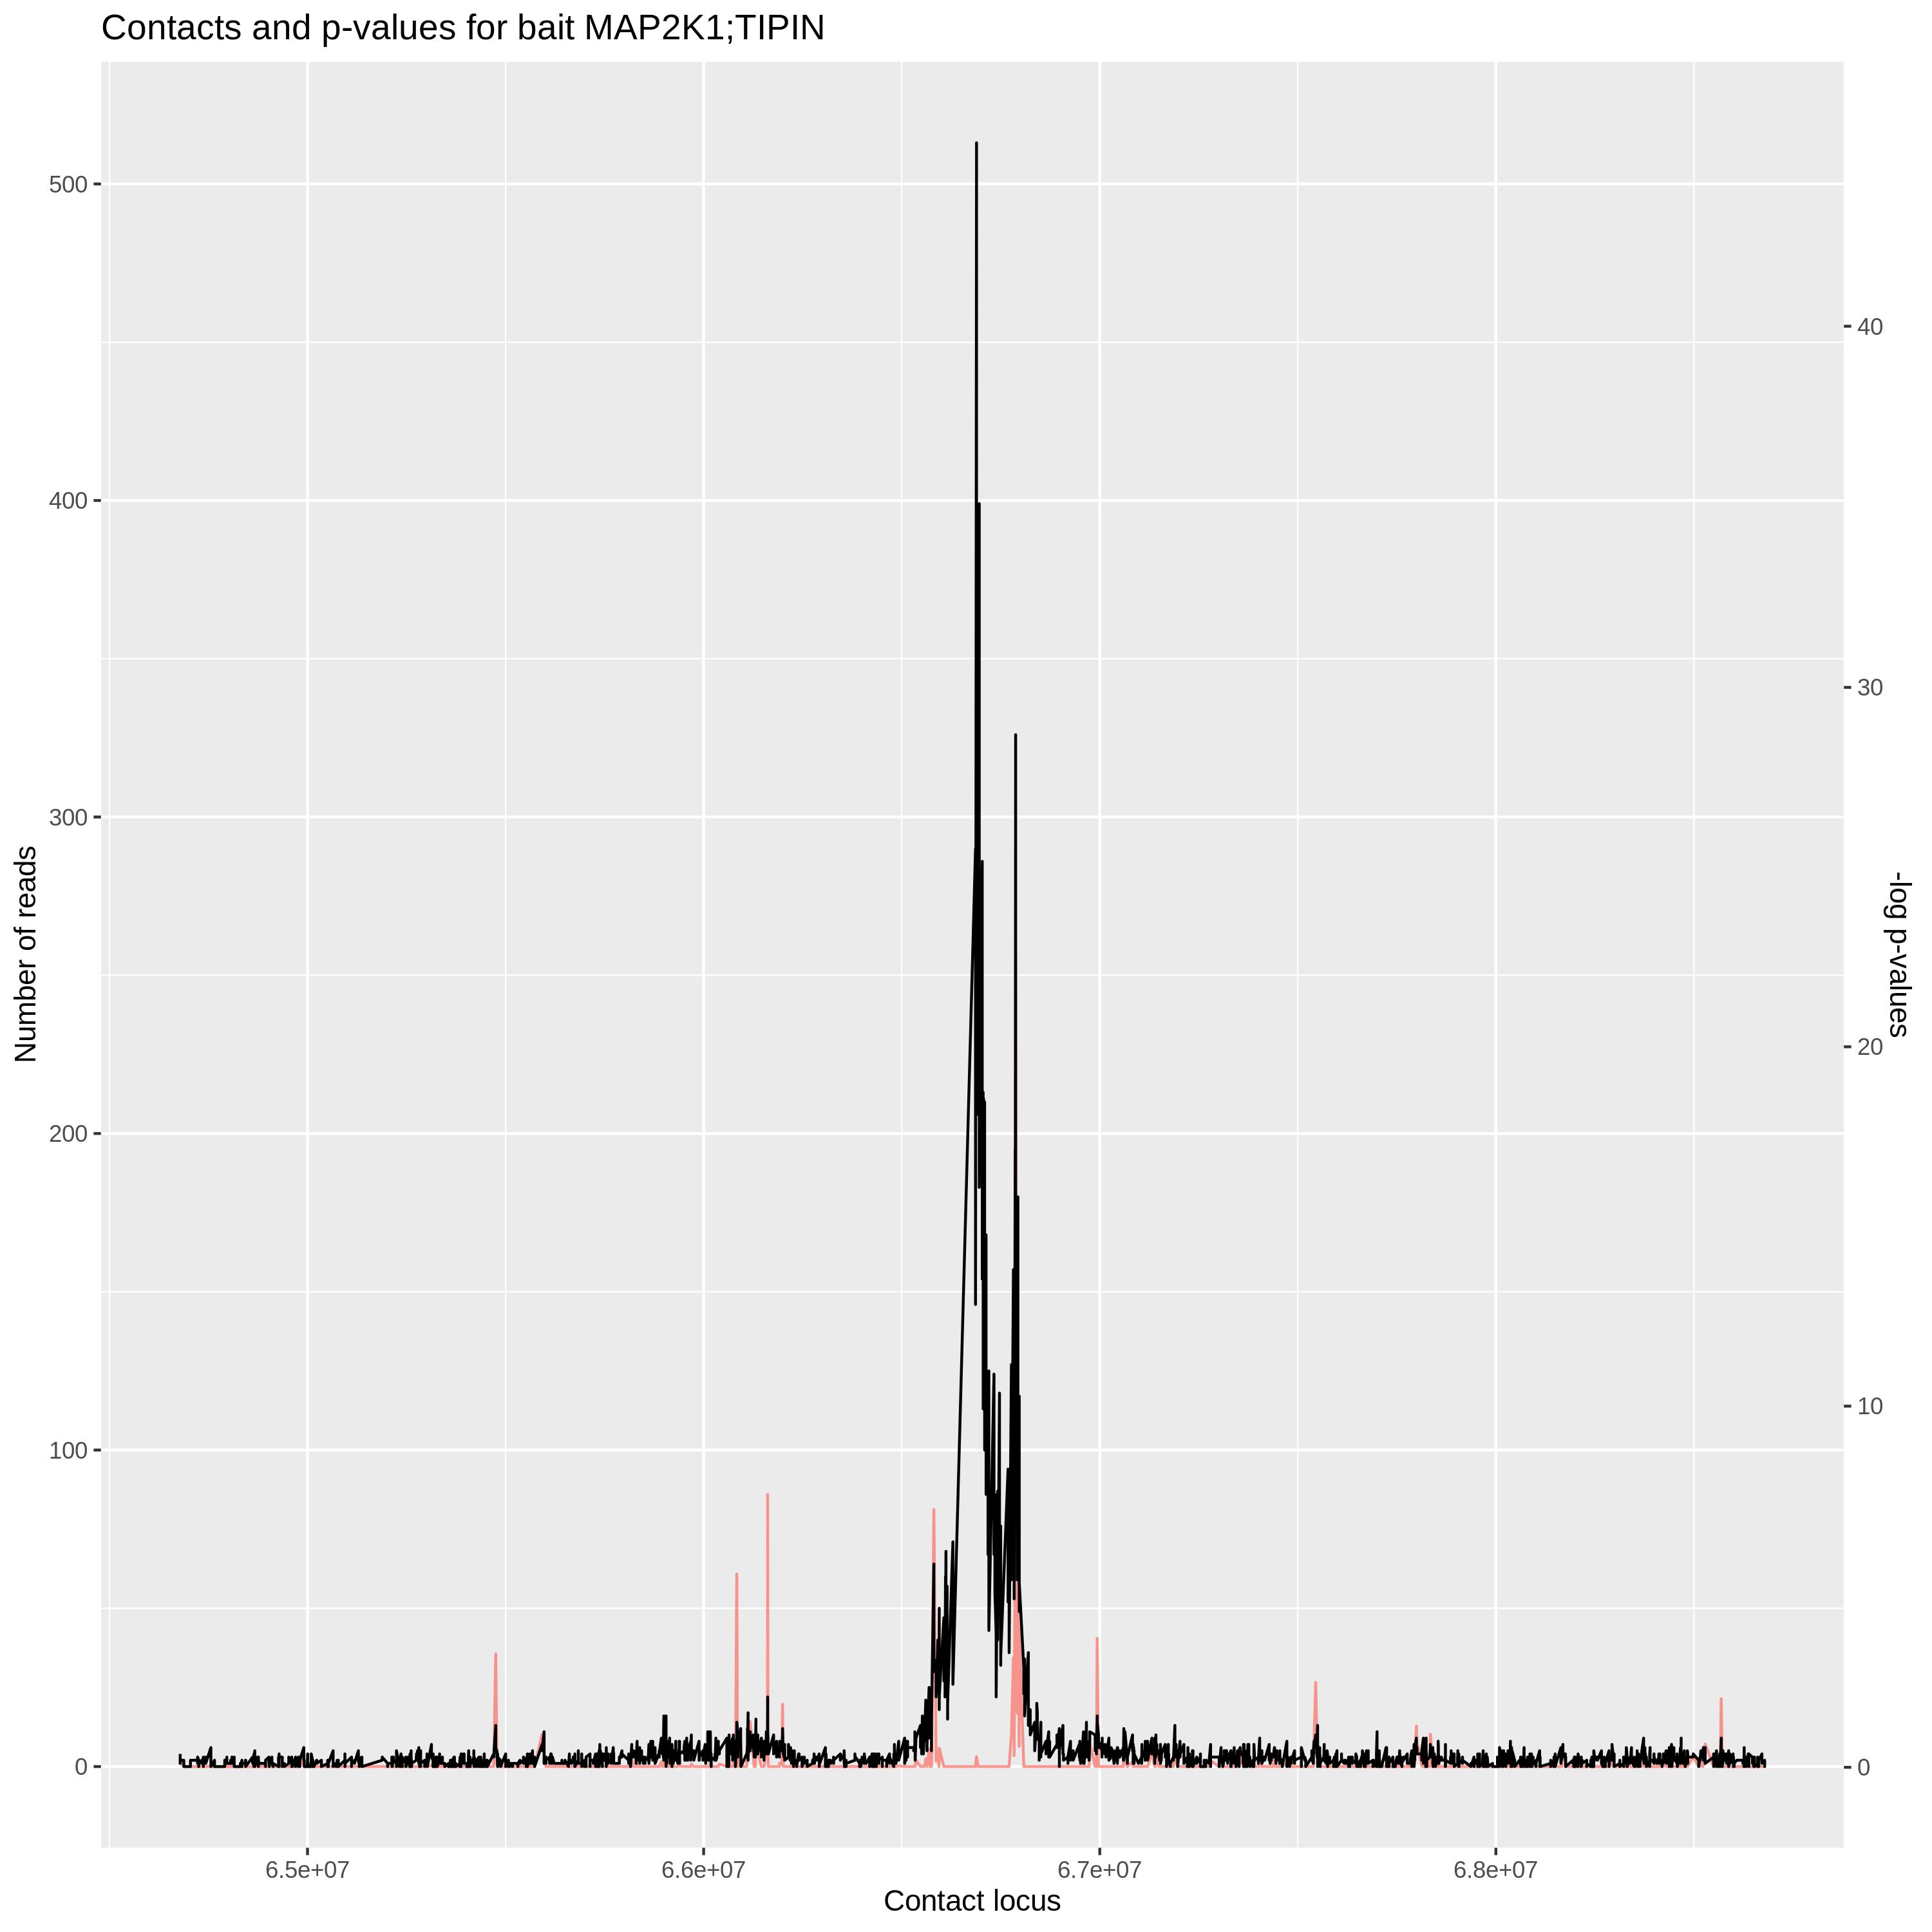 Contacts and p-values for bait MAP2K1;TIPIN
500
400
300
200
100
0
Number of reads
40
30
20
10
0
-log p-values
6.5e+07
6.6e+07
6.7e+07
6.8e+07
Contact locus